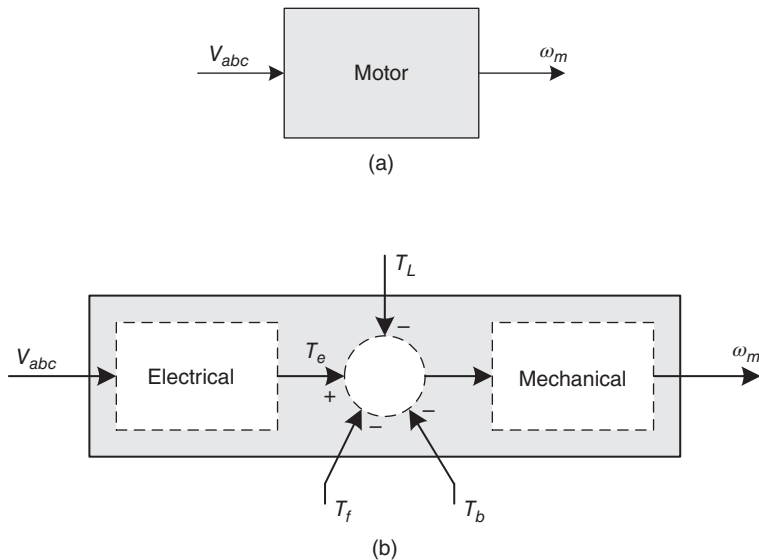 V_abc
Motor
ω_m
(a)
T_L
−
V_abc
Electrical
T_e
+
−
−
Mechanical
ω_m
T_f
T_b
(b)